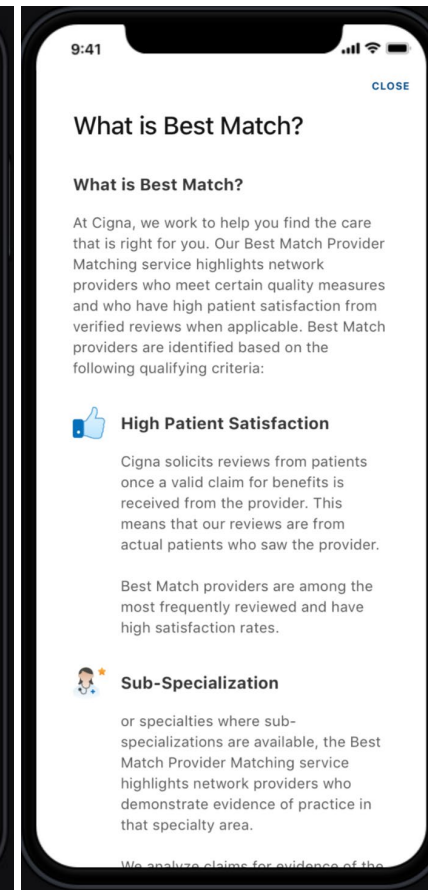 9:41
CLOSE
What is Best Match?
What is Best Match?
At Cigna, we work to help you find the care
that is right for you. Our Best Match Provider
Matching service highlights network
providers who meet certain quality measures
and who have high patient satisfaction from
verified reviews when applicable. Best Match
providers are identified based on the
following qualifying criteria:
High Patient Satisfaction
Cigna solicits reviews from patients
once a valid claim for benefits is
received from the provider. This
means that our reviews are from
actual patients who saw the provider.
Best Match providers are among the
most frequently reviewed and have
high satisfaction rates.
Sub-Specialization
or specialties where sub-
specializations are available, the Best
Match Provider Matching service
highlights network providers who
demonstrate evidence of practice in
that specialty area.
We analyze claims for evidence of the